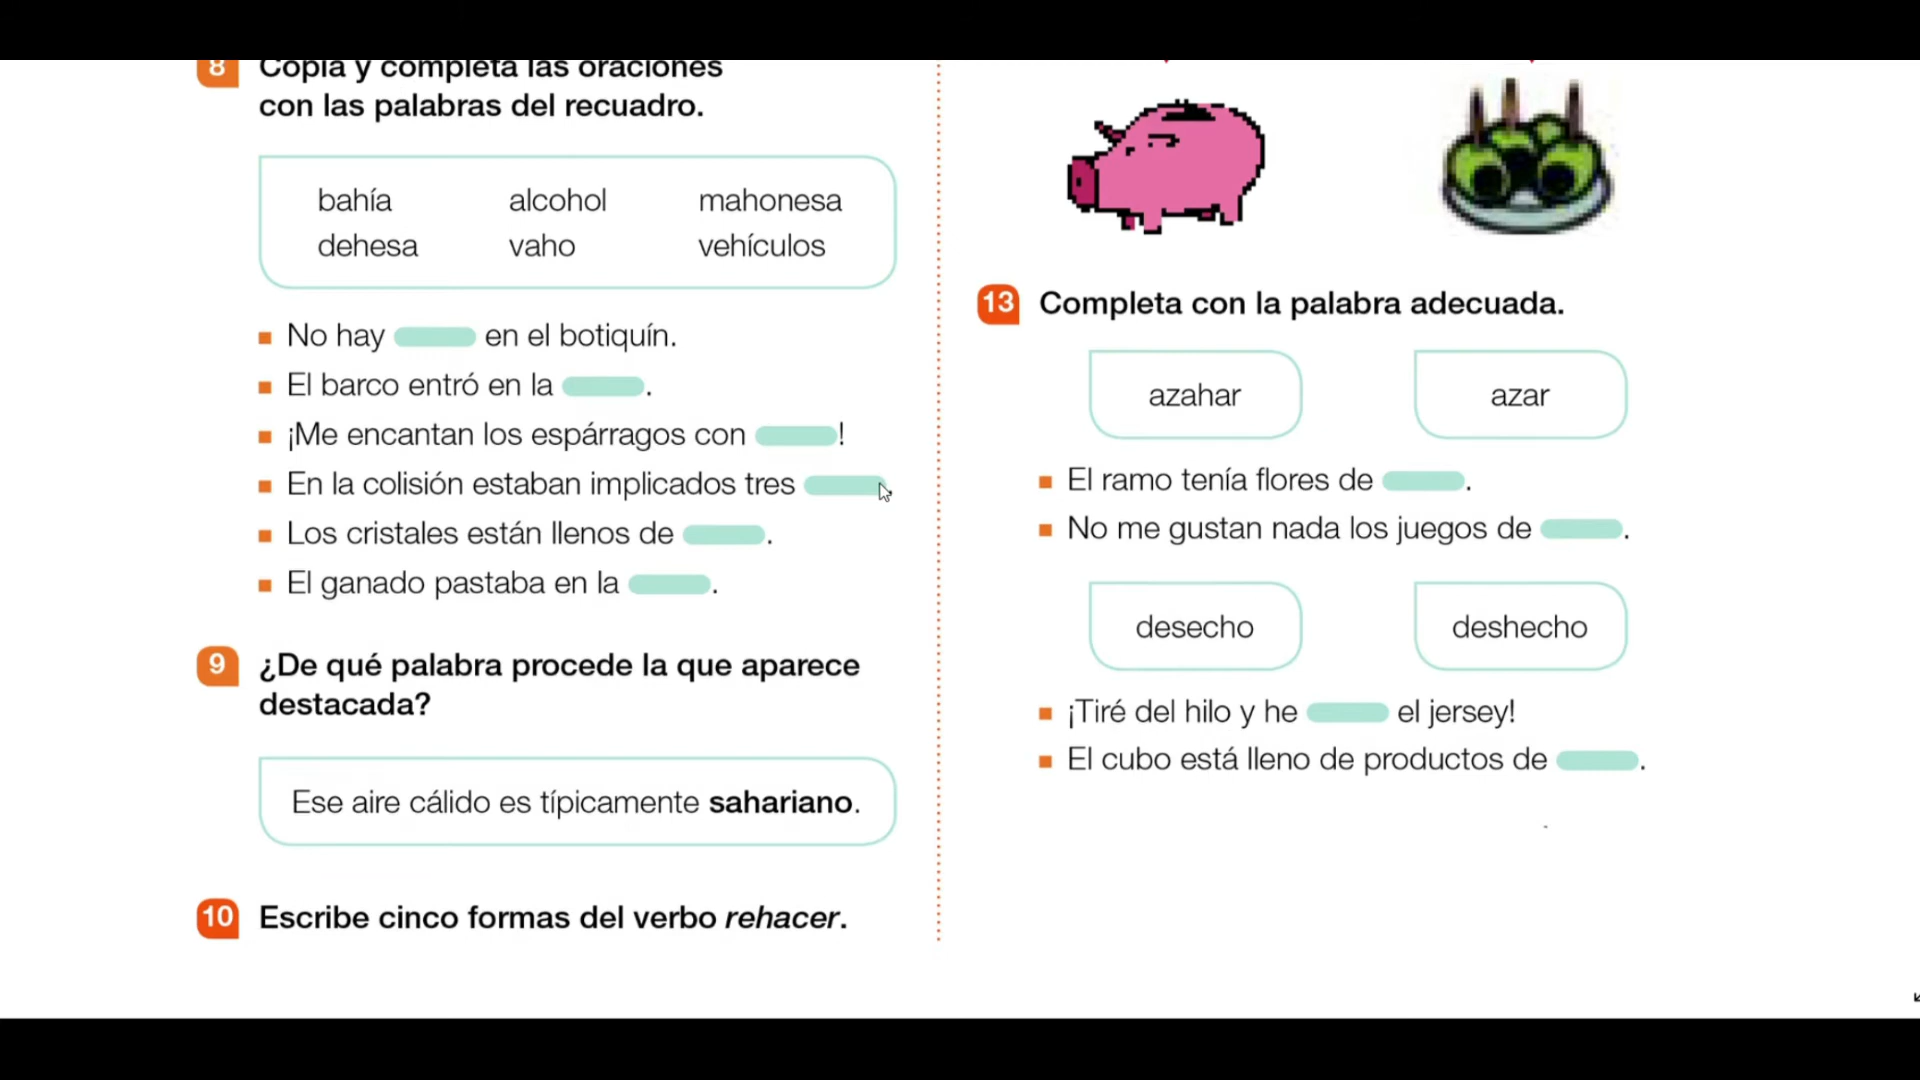 8 Copia y completa las oraciones
con las palabras del recuadro.
bahía alcohol mahonesa
dehesa vaho vehículos
No hay en el botiquín.
El barco entró en la .
¡Me encantan los espárragos con !
En la colisión estaban implicados tres
Los cristales están llenos de .
El ganado pastaba en la .
9 ¿De qué palabra procede la que aparece
destacada?
Ese aire cálido es típicamente sahariano.
10 Escribe cinco formas del verbo rehacer.
13 Completa con la palabra adecuada.
azahar azar
El ramo tenía flores de .
No me gustan nada los juegos de .
desecho deshecho
¡Tiré del hilo y he el jersey!
El cubo está lleno de productos de .